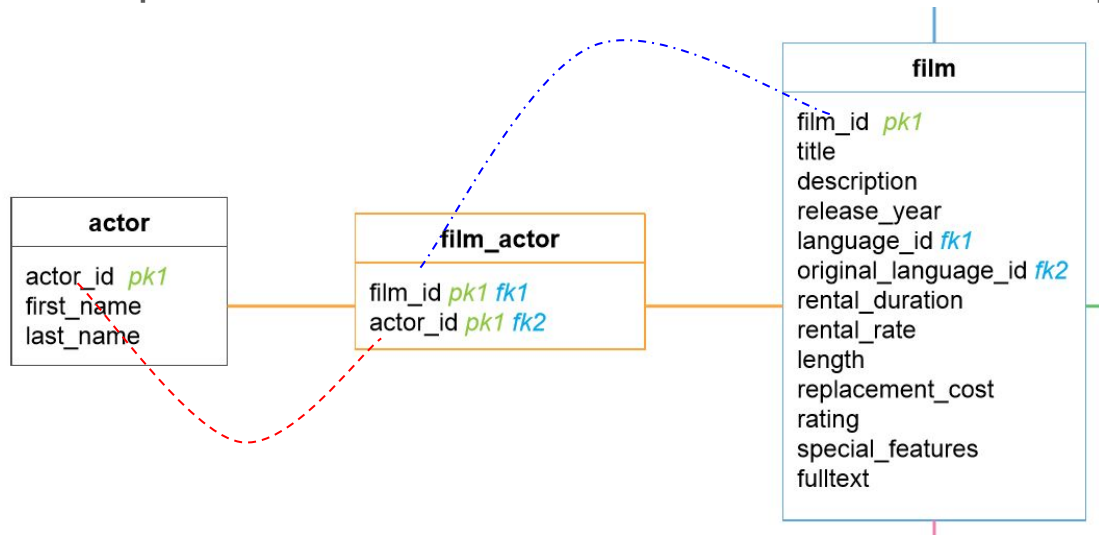 actor
actor_id pk1
first_name
last_name
film_actor
film_id pk1 fk1
actor_id pk1 fk2
film
film_id pk1
title
description
release_year
language_id fk1
original_language_id fk2
rental_duration
rental_rate
length
replacement_cost
rating
special_features
fulltext